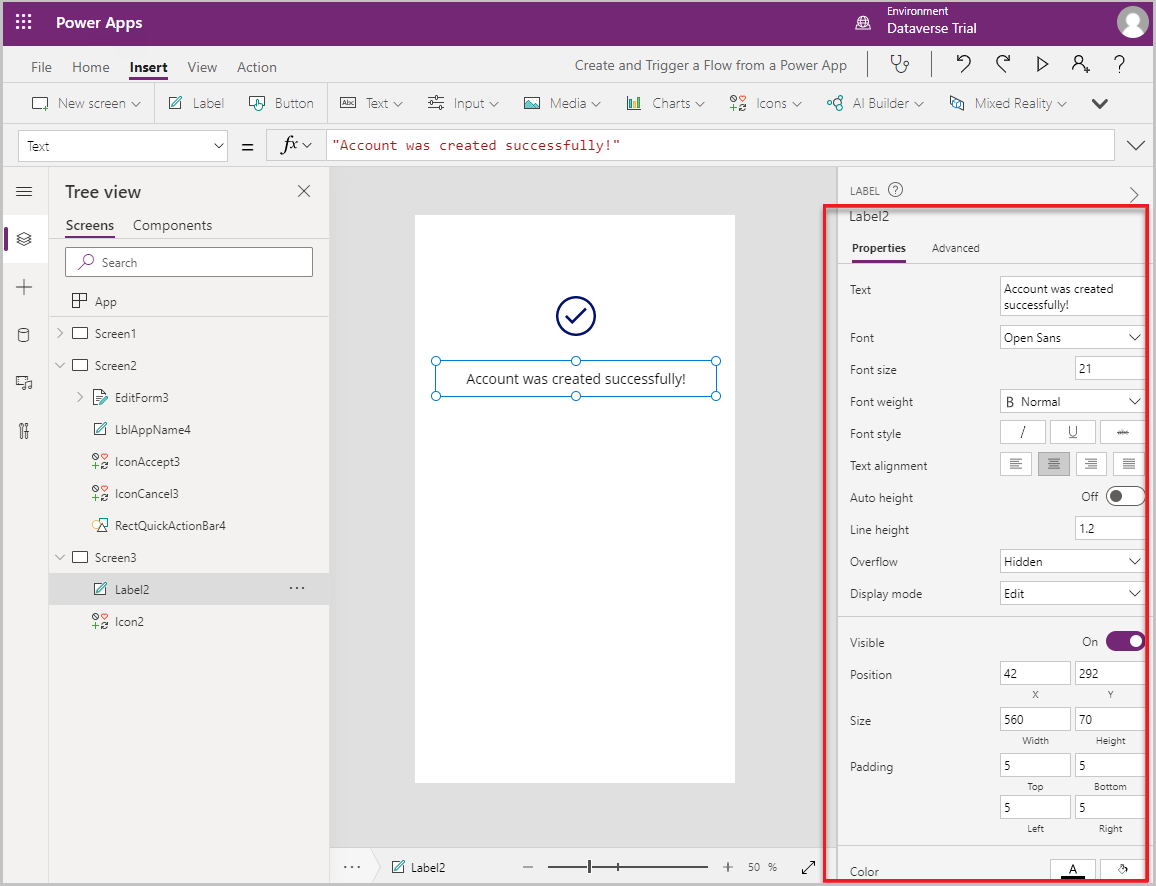 Power Apps
Environment
Dataverse Trial
File Home Insert View Action
Create and Trigger a Flow from a Power App
New screen Label Button Text Input Media Charts Icons AI Builder Mixed Reality
Text = fx "Account was created successfully!"
Tree view
Screens Components
Search
App
Screen1
Screen2
EditForm3
LblAppName4
IconAccept3
IconCancel3
RectQuickActionBar4
Screen3
Label2
Icon2
Account was created successfully!
Label2
50 %
LABEL
Label2
Properties Advanced
Text Account was created
successfully!
Font Open Sans
Font size 21
Font weight B Normal
Font style / U abc
Text alignment
Auto height Off
Line height 1.2
Overflow Hidden
Display mode Edit
Visible On
Position 42 292
X Y
Size 560 70
Width Height
Padding 5 5
Top Bottom
5 5
Left Right
Color A